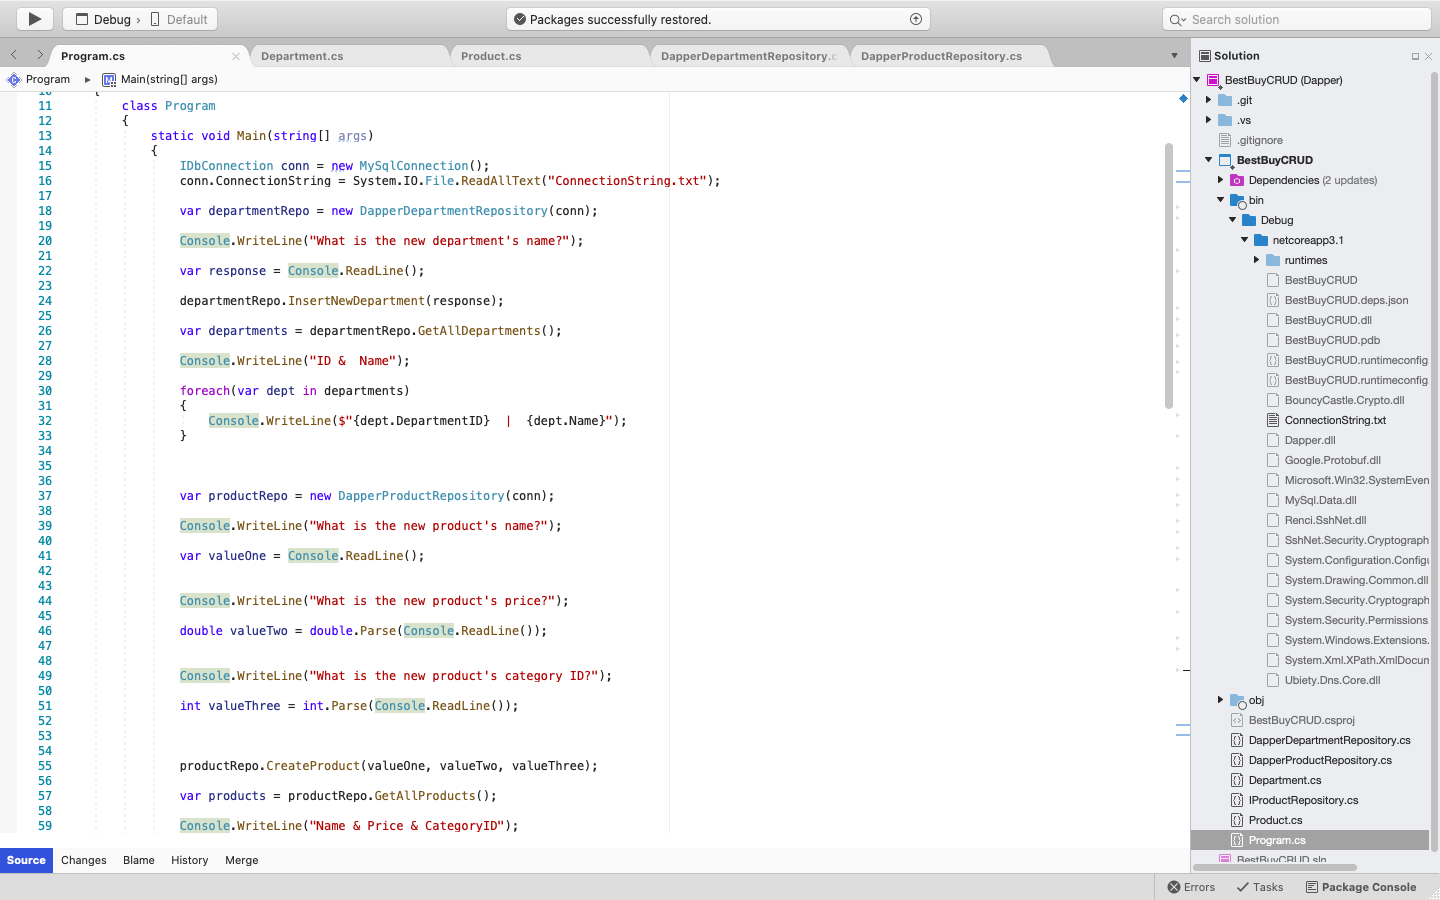 Debug › Default
Packages successfully restored.
Search solution
Program.cs
Department.cs
Product.cs
DapperDepartmentRepository.c
DapperProductRepository.cs
Program ▸ Main(string[] args)
10 {
11 class Program
12 {
13 static void Main(string[] args)
14 {
15 IDbConnection conn = new MySqlConnection();
16 conn.ConnectionString = System.IO.File.ReadAllText("ConnectionString.txt");
17
18 var departmentRepo = new DapperDepartmentRepository(conn);
19
20 Console.WriteLine("What is the new department's name?");
21
22 var response = Console.ReadLine();
23
24 departmentRepo.InsertNewDepartment(response);
25
26 var departments = departmentRepo.GetAllDepartments();
27
28 Console.WriteLine("ID &  Name");
29
30 foreach(var dept in departments)
31 {
32 Console.WriteLine($"{dept.DepartmentID}  |  {dept.Name}");
33 }
34
35
36
37 var productRepo = new DapperProductRepository(conn);
38
39 Console.WriteLine("What is the new product's name?");
40
41 var valueOne = Console.ReadLine();
42
43
44 Console.WriteLine("What is the new product's price?");
45
46 double valueTwo = double.Parse(Console.ReadLine());
47
48
49 Console.WriteLine("What is the new product's category ID?");
50
51 int valueThree = int.Parse(Console.ReadLine());
52
53
54
55 productRepo.CreateProduct(valueOne, valueTwo, valueThree);
56
57 var products = productRepo.GetAllProducts();
58
59 Console.WriteLine("Name & Price & CategoryID");
Source Changes Blame History Merge
Solution
BestBuyCRUD (Dapper)
.git
.vs
.gitignore
BestBuyCRUD
Dependencies (2 updates)
bin
Debug
netcoreapp3.1
runtimes
BestBuyCRUD
BestBuyCRUD.deps.json
BestBuyCRUD.dll
BestBuyCRUD.pdb
BestBuyCRUD.runtimeconfig
BestBuyCRUD.runtimeconfig
BouncyCastle.Crypto.dll
ConnectionString.txt
Dapper.dll
Google.Protobuf.dll
Microsoft.Win32.SystemEven
MySql.Data.dll
Renci.SshNet.dll
SshNet.Security.Cryptograph
System.Configuration.Configu
System.Drawing.Common.dll
System.Security.Cryptograph
System.Security.Permissions
System.Windows.Extensions.
System.Xml.XPath.XmlDocum
Ubiety.Dns.Core.dll
obj
BestBuyCRUD.csproj
DapperDepartmentRepository.cs
DapperProductRepository.cs
Department.cs
IProductRepository.cs
Product.cs
Program.cs
BestBuyCRUD.sln
Errors Tasks Package Console